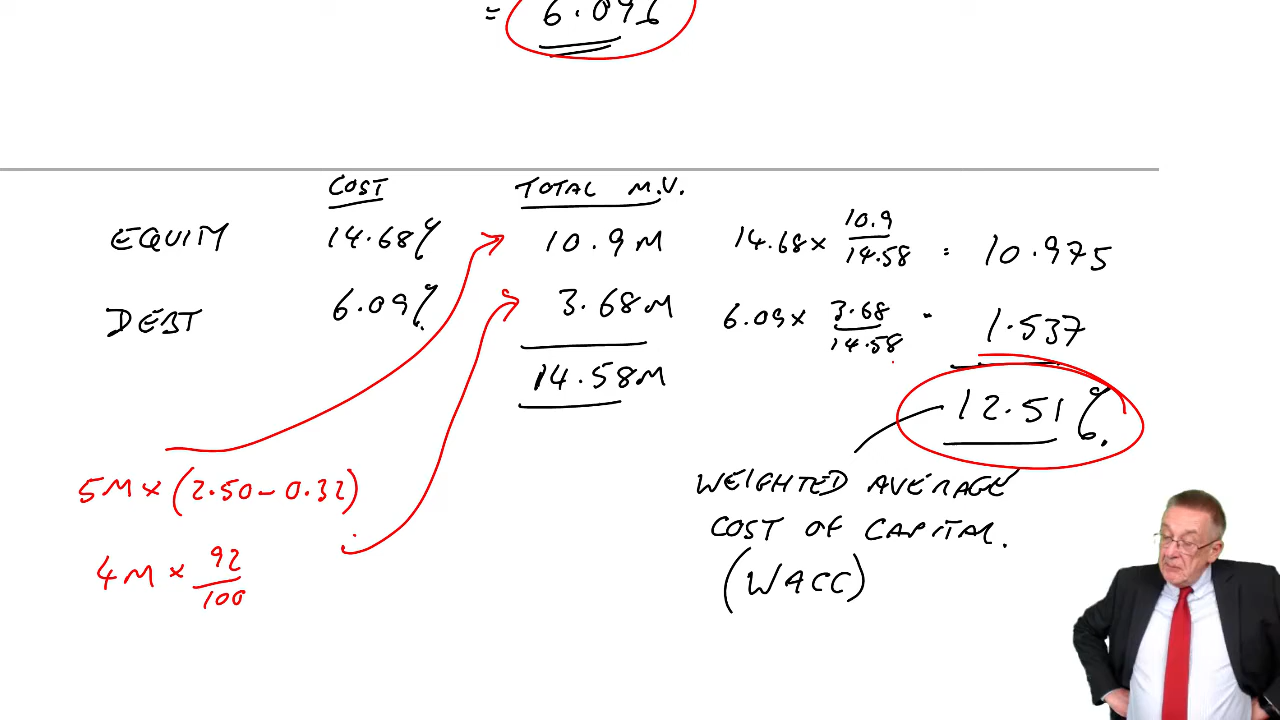 = 6.09%
COST TOTAL M.V.
EQUITY 14.68% 10.9M 14.68 × 10.9/14.58 = 10.975
DEBT 6.09% 3.68M 6.09 × 3.68/14.58 = 1.537
14.58M 12.51%.
5M × (2.50 - 0.32)
4M × 92/100
WEIGHTED AVERAGE
COST OF CAPITAL.
(WACC)